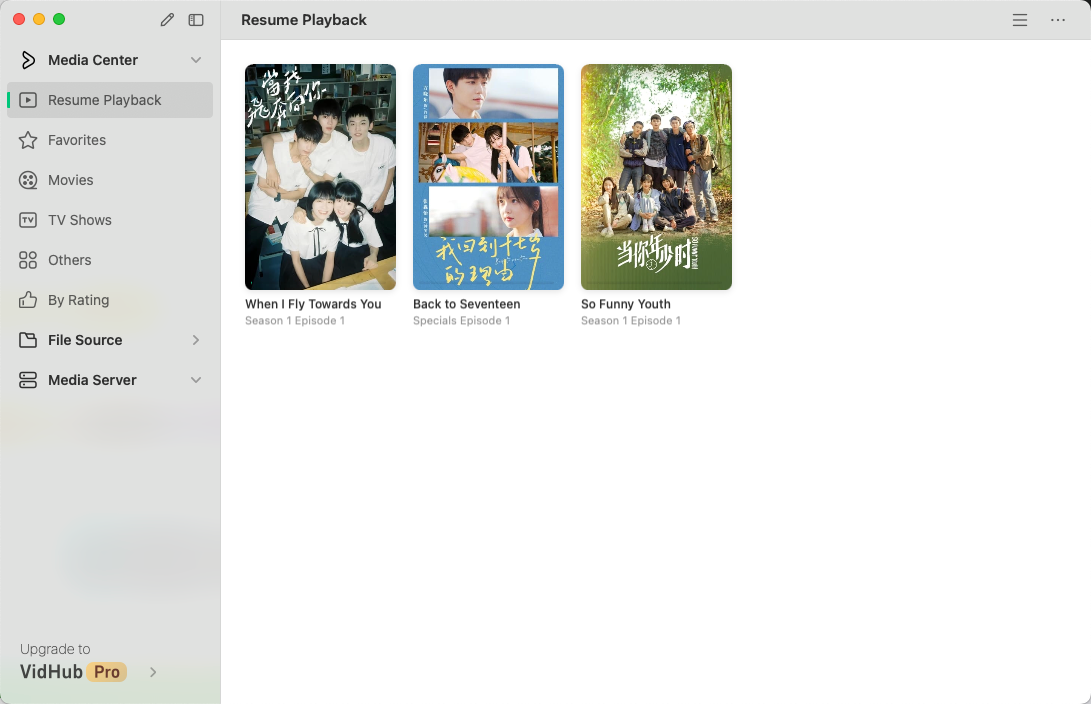 Resume Playback
Media Center
Resume Playback
Favorites
Movies
TV Shows
Others
By Rating
File Source
Media Server
Upgrade to
VidHub Pro
當我
飛奔向你
When I Fly Towards You
Season 1 Episode 1
我回到十七岁
的理由
Back to Seventeen
Specials Episode 1
当你年少时
So Funny Youth
Season 1 Episode 1